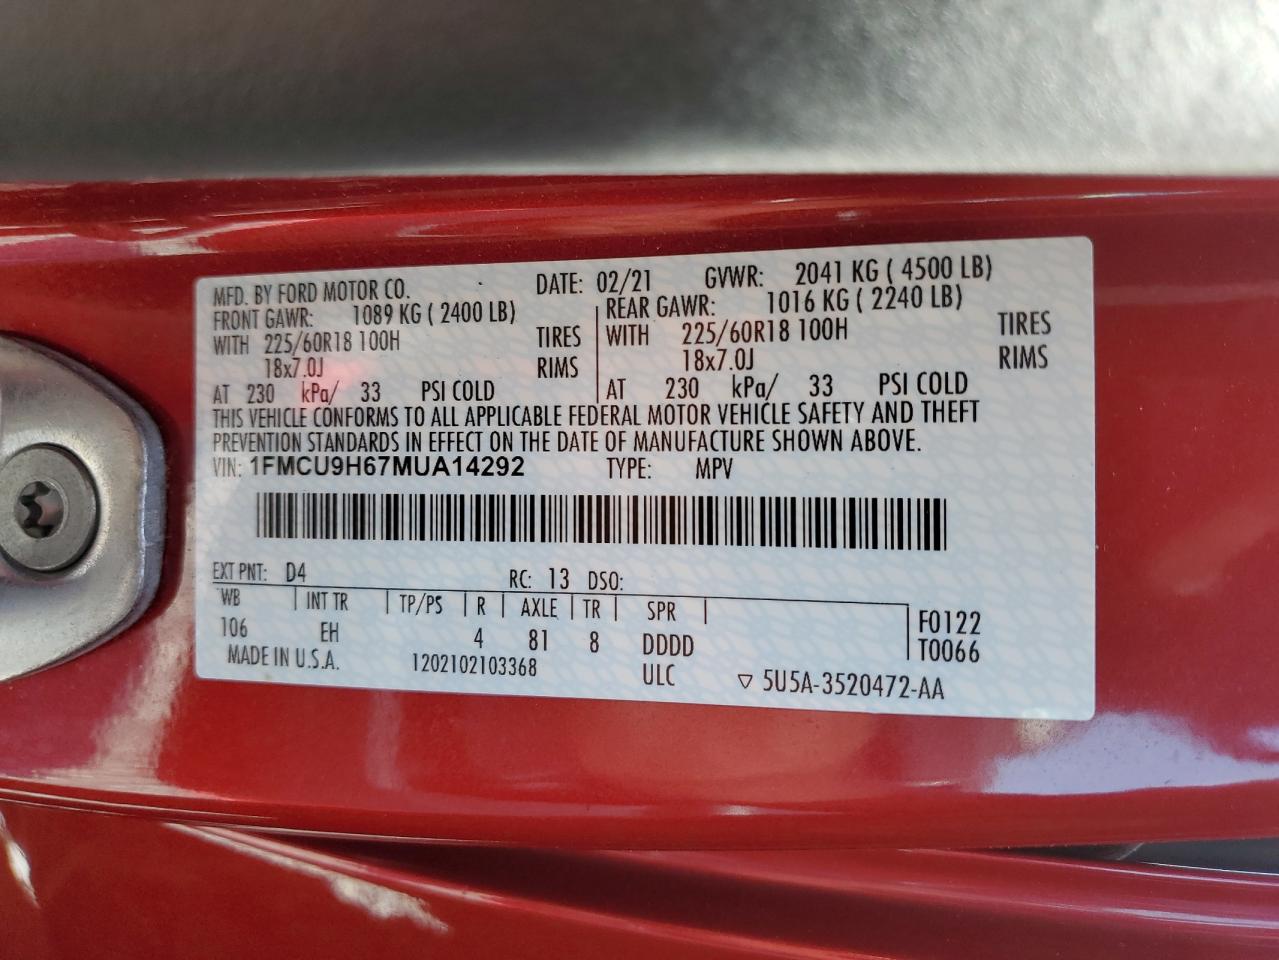 MFD. BY FORD MOTOR CO. DATE: 02/21 GVWR: 2041 KG ( 4500 LB)
FRONT GAWR: 1089 KG ( 2400 LB) REAR GAWR: 1016 KG ( 2240 LB)
WITH 225/60R18 100H TIRES WITH 225/60R18 100H TIRES
18x7.0J RIMS 18x7.0J RIMS
AT 230 kPa/ 33 PSI COLD AT 230 kPa/ 33 PSI COLD
THIS VEHICLE CONFORMS TO ALL APPLICABLE FEDERAL MOTOR VEHICLE SAFETY AND THEFT
PREVENTION STANDARDS IN EFFECT ON THE DATE OF MANUFACTURE SHOWN ABOVE.
VIN: 1FMCU9H67MUA14292 TYPE: MPV
EXT PNT: D4 RC: 13 DSO:
WB INT TR TP/PS R AXLE TR SPR F0122
106 EH 4 81 8 DDDD T0066
MADE IN U.S.A. 1202102103368 ULC ▽ 5U5A-3520472-AA